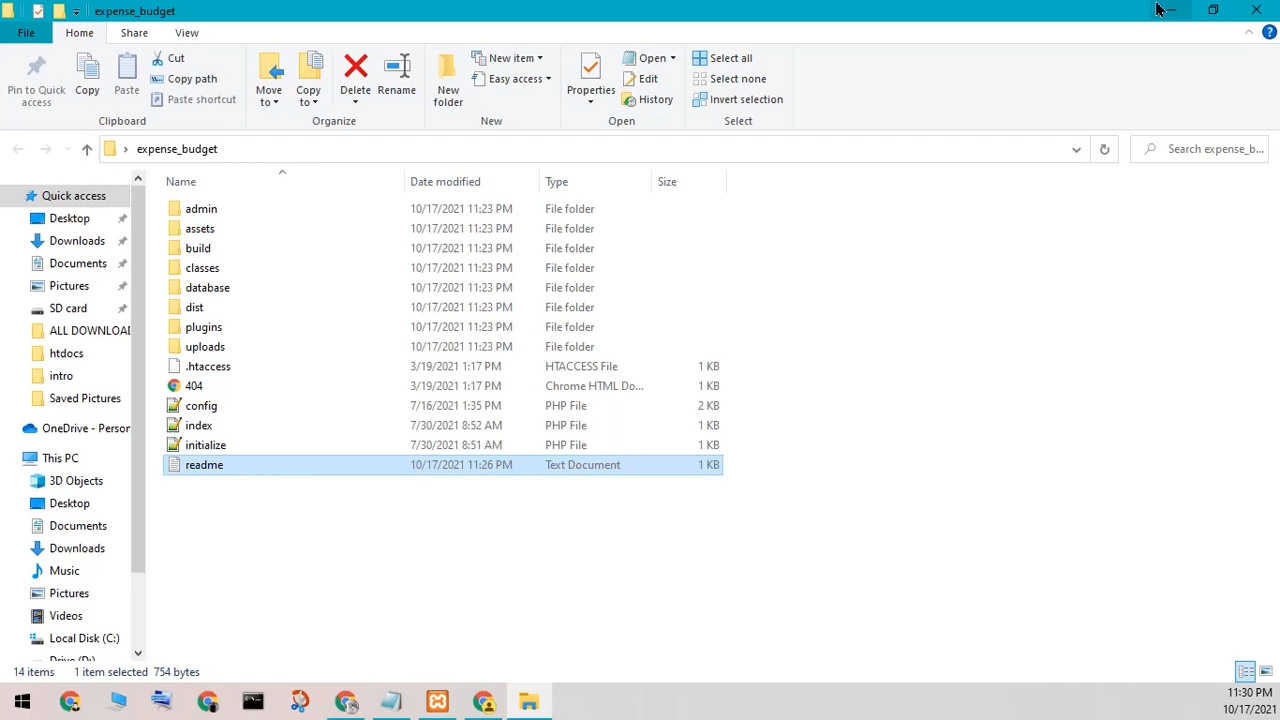 expense_budget
File
Home
Share
View
Pin to Quick access
Copy
Paste
Cut
Copy path
Paste shortcut
Clipboard
Move to
Copy to
Delete
Rename
Organize
New folder
New item
Easy access
New
Properties
Open
Edit
History
Open
Select all
Select none
Invert selection
Select
expense_budget
Search expense_b...
Name Date modified Type Size
admin 10/17/2021 11:23 PM File folder
assets 10/17/2021 11:23 PM File folder
build 10/17/2021 11:23 PM File folder
classes 10/17/2021 11:23 PM File folder
database 10/17/2021 11:23 PM File folder
dist 10/17/2021 11:23 PM File folder
plugins 10/17/2021 11:23 PM File folder
uploads 10/17/2021 11:23 PM File folder
.htaccess 3/19/2021 1:17 PM HTACCESS File 1 KB
404 3/19/2021 1:17 PM Chrome HTML Do... 1 KB
config 7/16/2021 1:35 PM PHP File 2 KB
index 7/30/2021 8:52 AM PHP File 1 KB
initialize 7/30/2021 8:51 AM PHP File 1 KB
readme 10/17/2021 11:26 PM Text Document 1 KB
Quick access
Desktop
Downloads
Documents
Pictures
SD card
ALL DOWNLOAD
htdocs
intro
Saved Pictures
OneDrive - Person
This PC
3D Objects
Desktop
Documents
Downloads
Music
Pictures
Videos
Local Disk (C:)
Drive (D:)
14 items 1 item selected 754 bytes
11:30 PM
10/17/2021